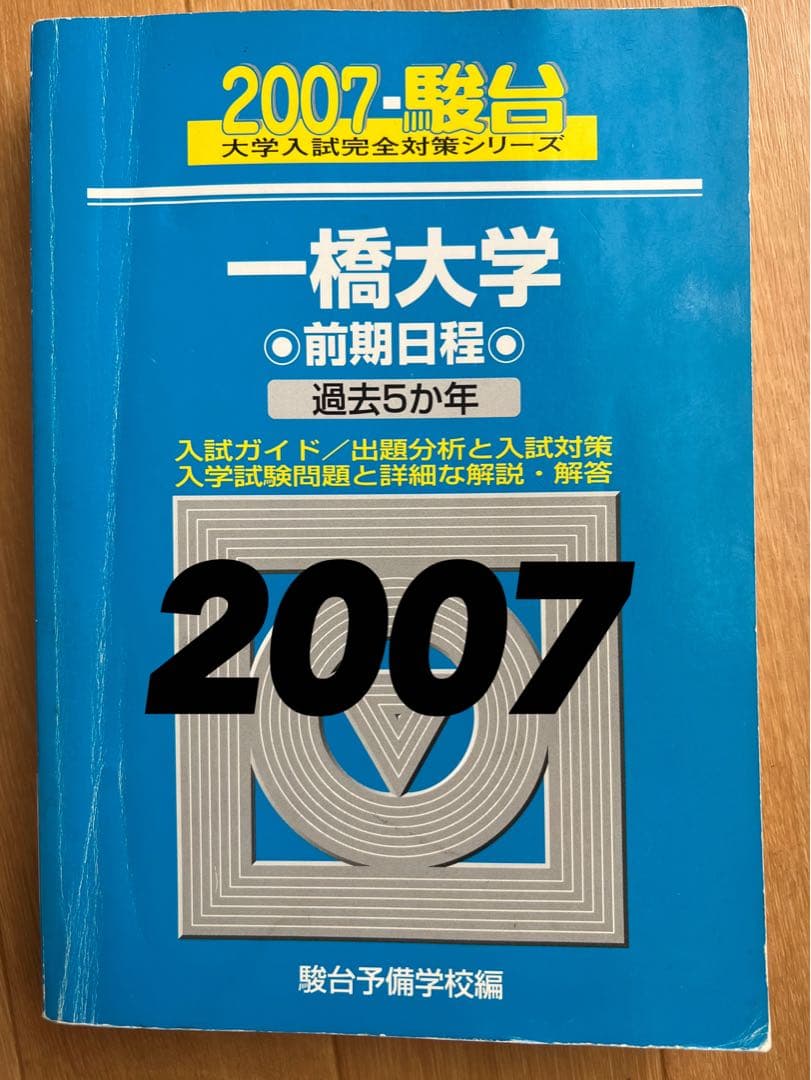 2007-駿台
大学入試完全対策シリーズ
一橋大学
◎前期日程◎
過去5か年
入試ガイド／出題分析と入試対策
入学試験問題と詳細な解説・解答
2007
駿台予備学校編